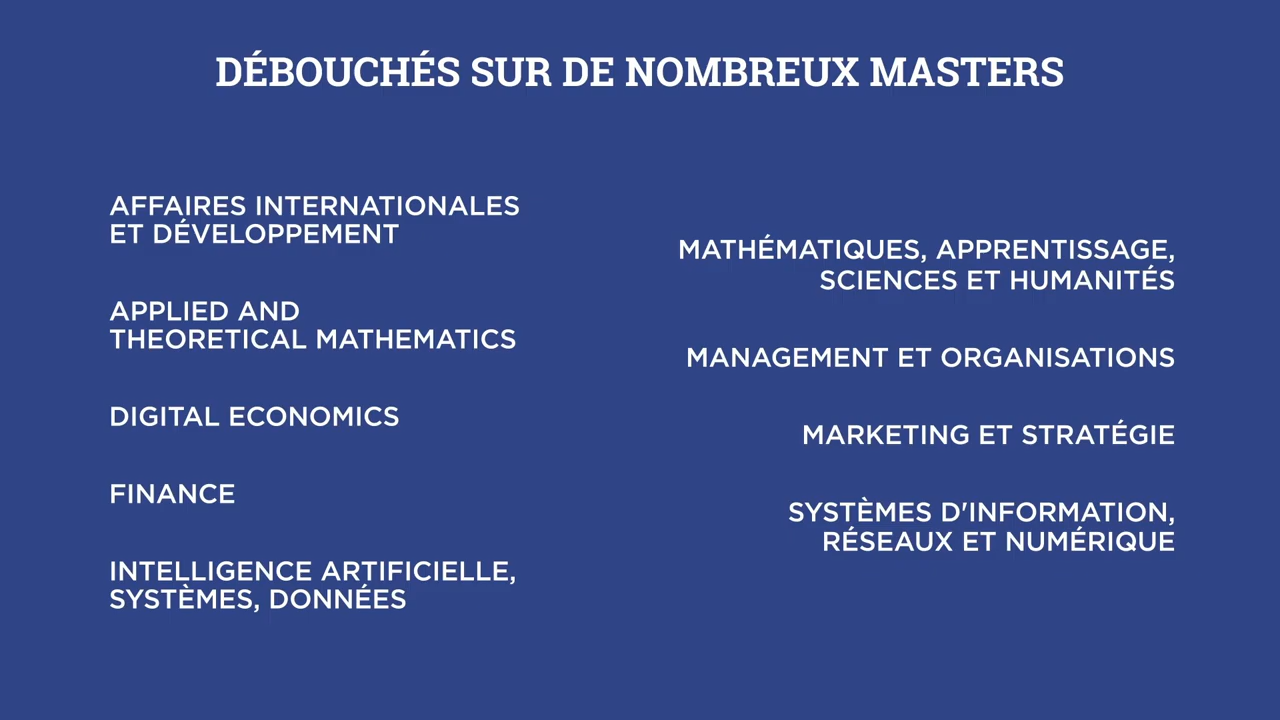 DÉBOUCHÉS SUR DE NOMBREUX MASTERS
AFFAIRES INTERNATIONALES
ET DÉVELOPPEMENT
APPLIED AND
THEORETICAL MATHEMATICS
DIGITAL ECONOMICS
FINANCE
INTELLIGENCE ARTIFICIELLE,
SYSTÈMES, DONNÉES
MATHÉMATIQUES, APPRENTISSAGE,
SCIENCES ET HUMANITÉS
MANAGEMENT ET ORGANISATIONS
MARKETING ET STRATÉGIE
SYSTÈMES D'INFORMATION,
RÉSEAUX ET NUMÉRIQUE